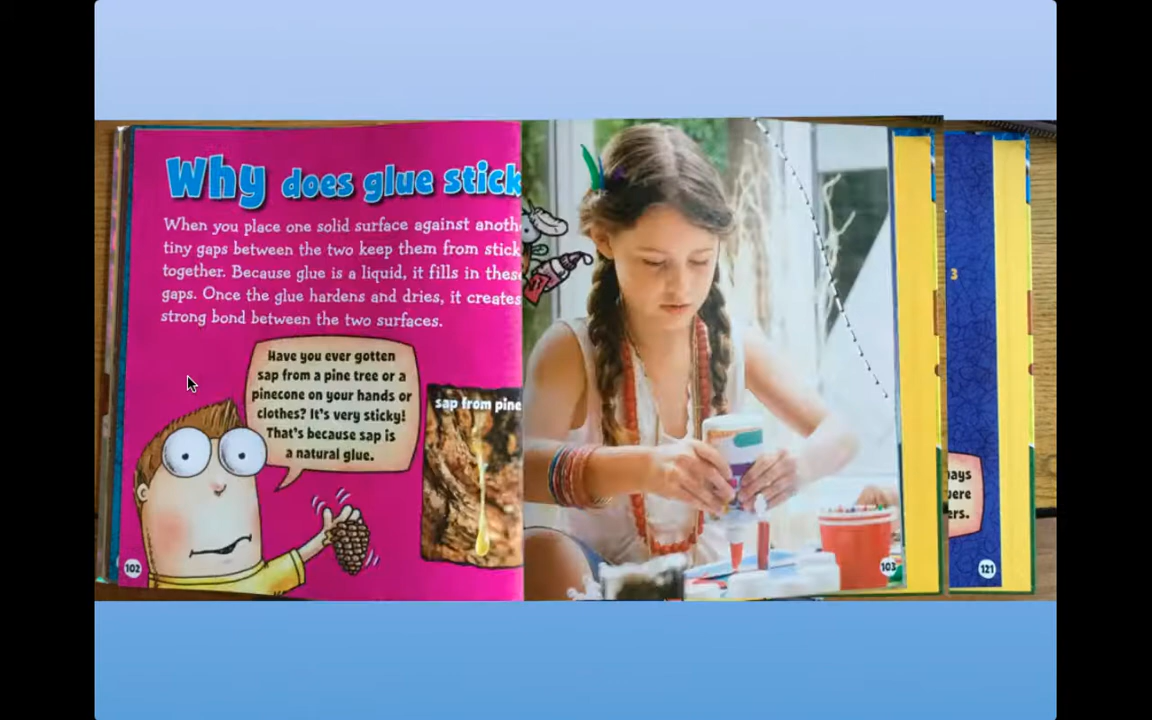 Why does glue stick
When you place one solid surface against anoth
tiny gaps between the two keep them from stick
together. Because glue is a liquid, it fills in these
gaps. Once the glue hardens and dries, it creates
strong bond between the two surfaces.
Have you ever gotten
sap from a pine tree or a
pinecone on your hands or
clothes? It's very sticky!
That's because sap is
a natural glue.
sap from pine
102
103
3
ays
ere
ers.
121